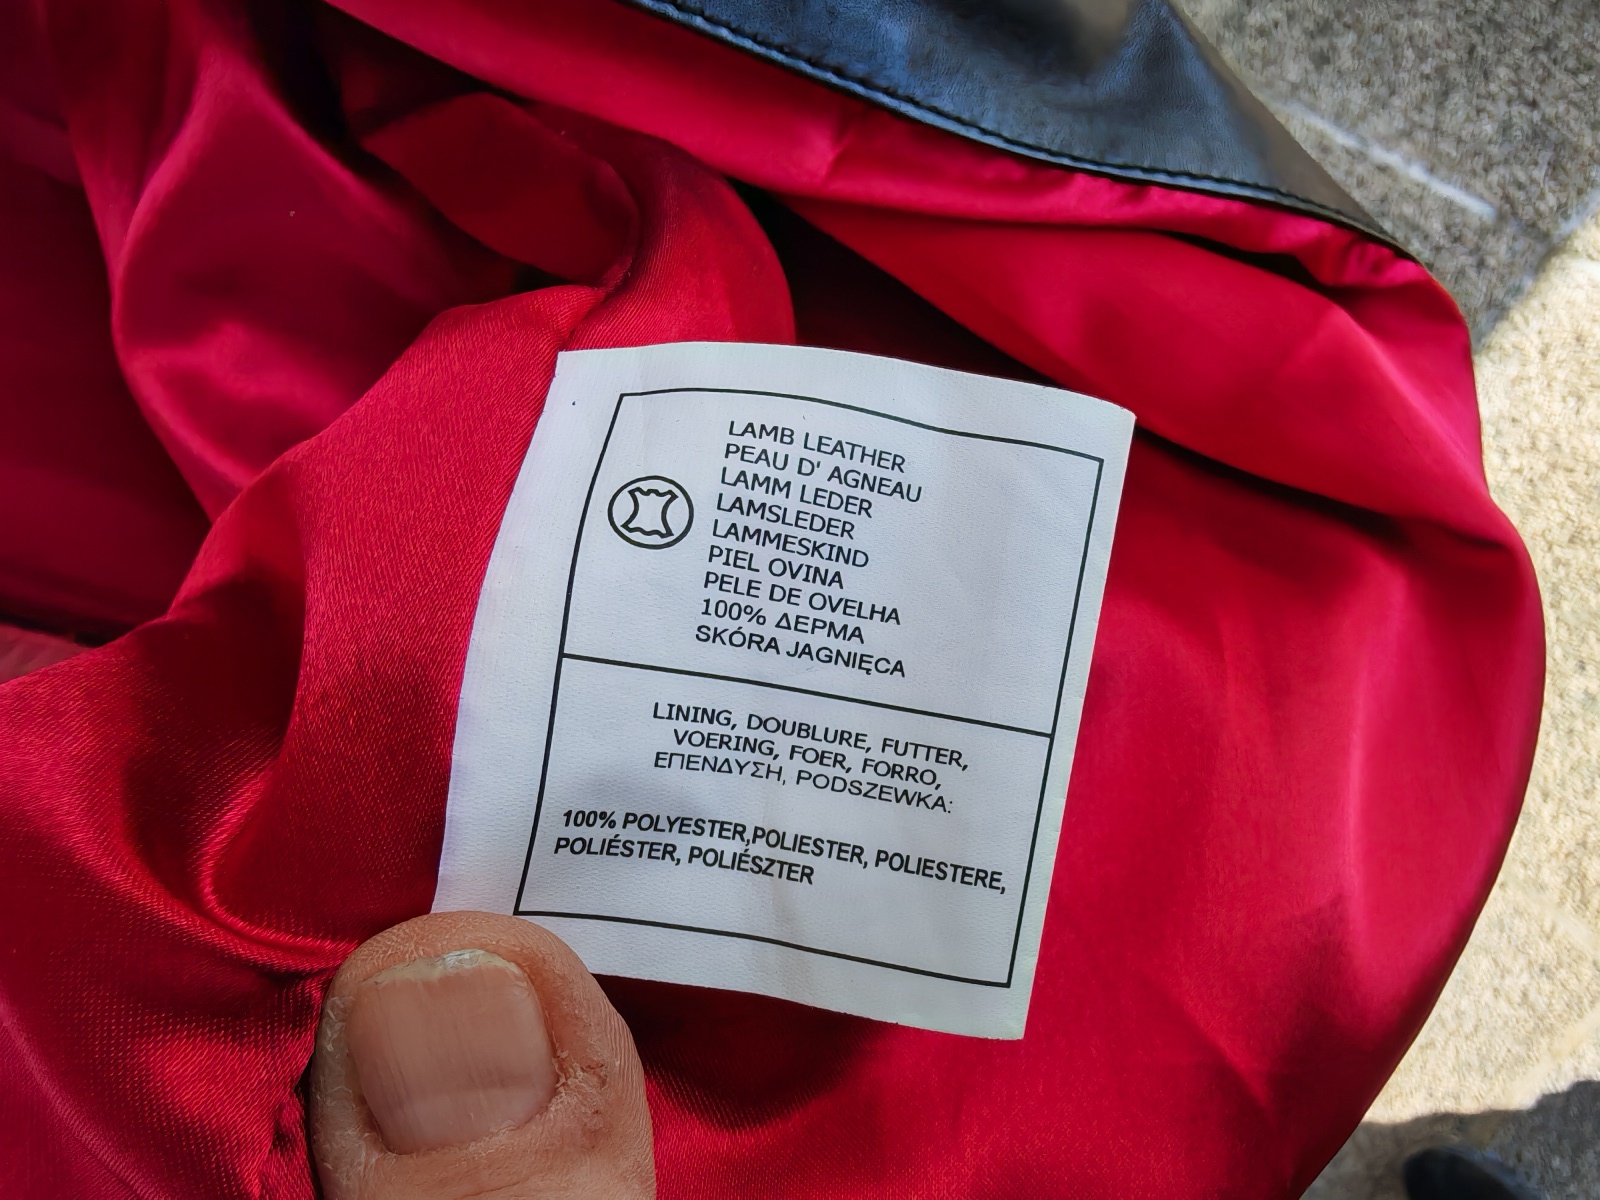 LAMB LEATHER
PEAU D' AGNEAU
LAMM LEDER
LAMSLEDER
LAMMESKIND
PIEL OVINA
PELE DE OVELHA
100% ΔΕΡΜΑ
SKÓRA JAGNIĘCA
LINING, DOUBLURE, FUTTER,
VOERING, FOER, FORRO,
ΕΠΕΝΔΥΣΗ, PODSZEWKA:
100% POLYESTER,POLIESTER, POLIESTERE,
POLIÉSTER, POLIÉSZTER